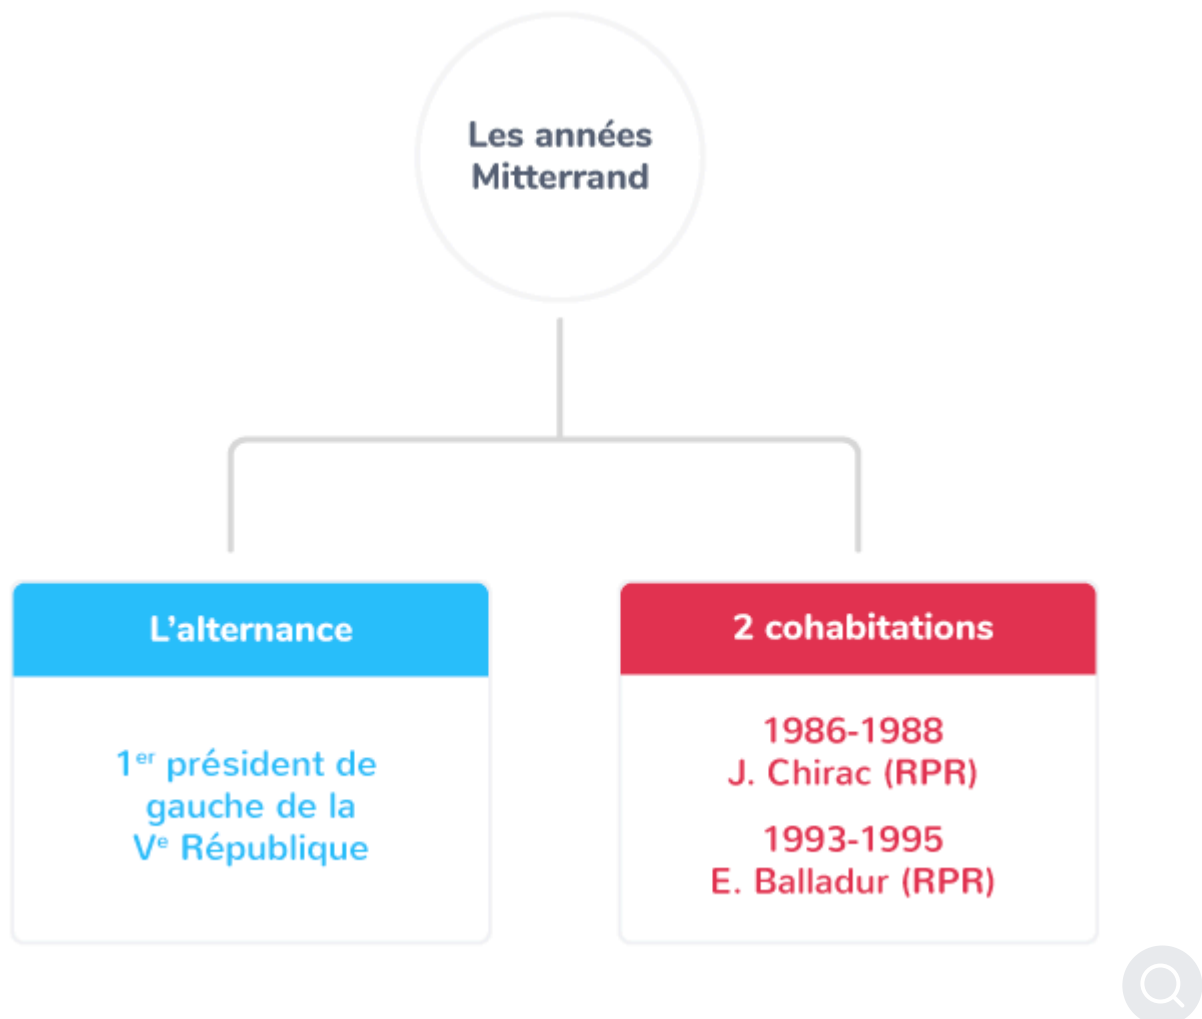 Les années
Mitterrand
L’alternance
1er président de
gauche de la
Ve République
2 cohabitations
1986-1988
J. Chirac (RPR)
1993-1995
E. Balladur (RPR)